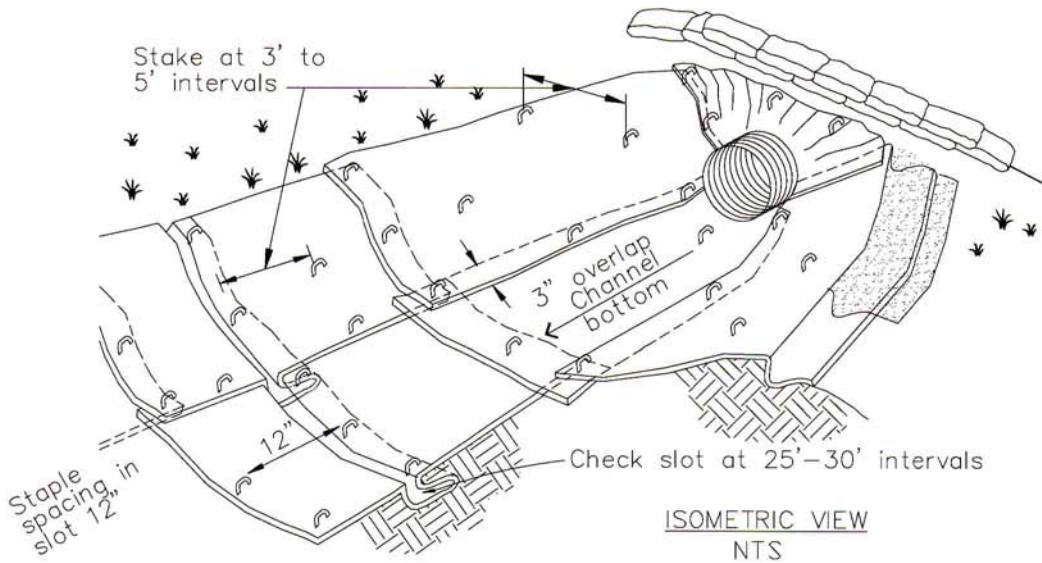 Stake at 3' to
5' intervals
3" overlap
Channel
bottom
12"
Staple
spacing in
slot 12"
Check slot at 25'-30' intervals
ISOMETRIC VIEW
NTS